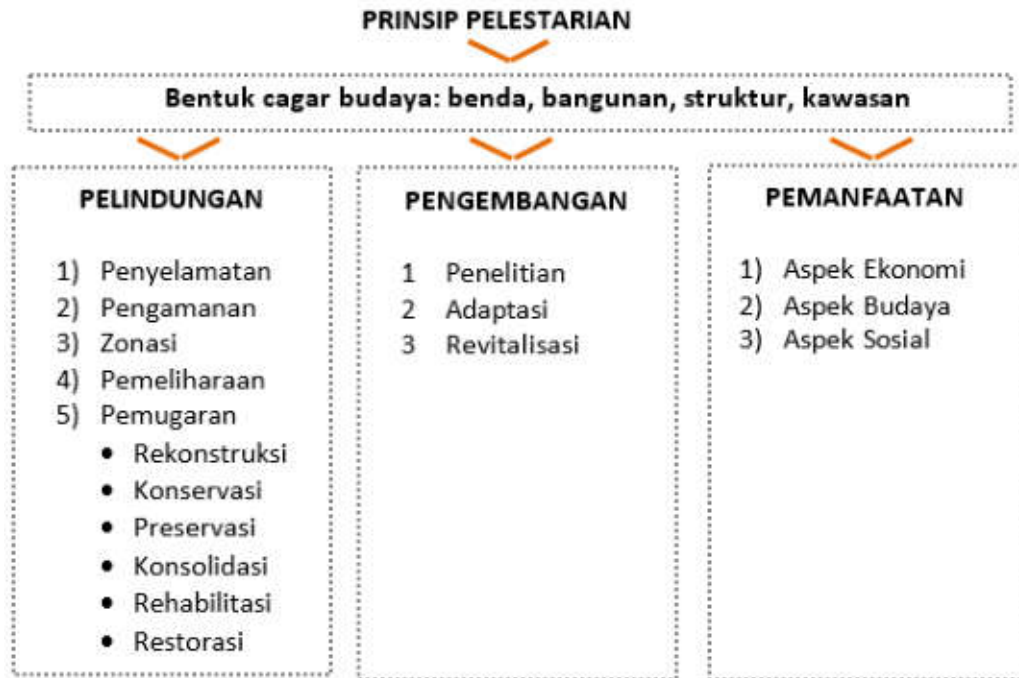 PRINSIP PELESTARIAN
Bentuk cagar budaya: benda, bangunan, struktur, kawasan
PELINDUNGAN
1) Penyelamatan
2) Pengamanan
3) Zonasi
4) Pemeliharaan
5) Pemugaran
• Rekonstruksi
• Konservasi
• Preservasi
• Konsolidasi
• Rehabilitasi
• Restorasi
PENGEMBANGAN
1 Penelitian
2 Adaptasi
3 Revitalisasi
PEMANFAATAN
1) Aspek Ekonomi
2) Aspek Budaya
3) Aspek Sosial